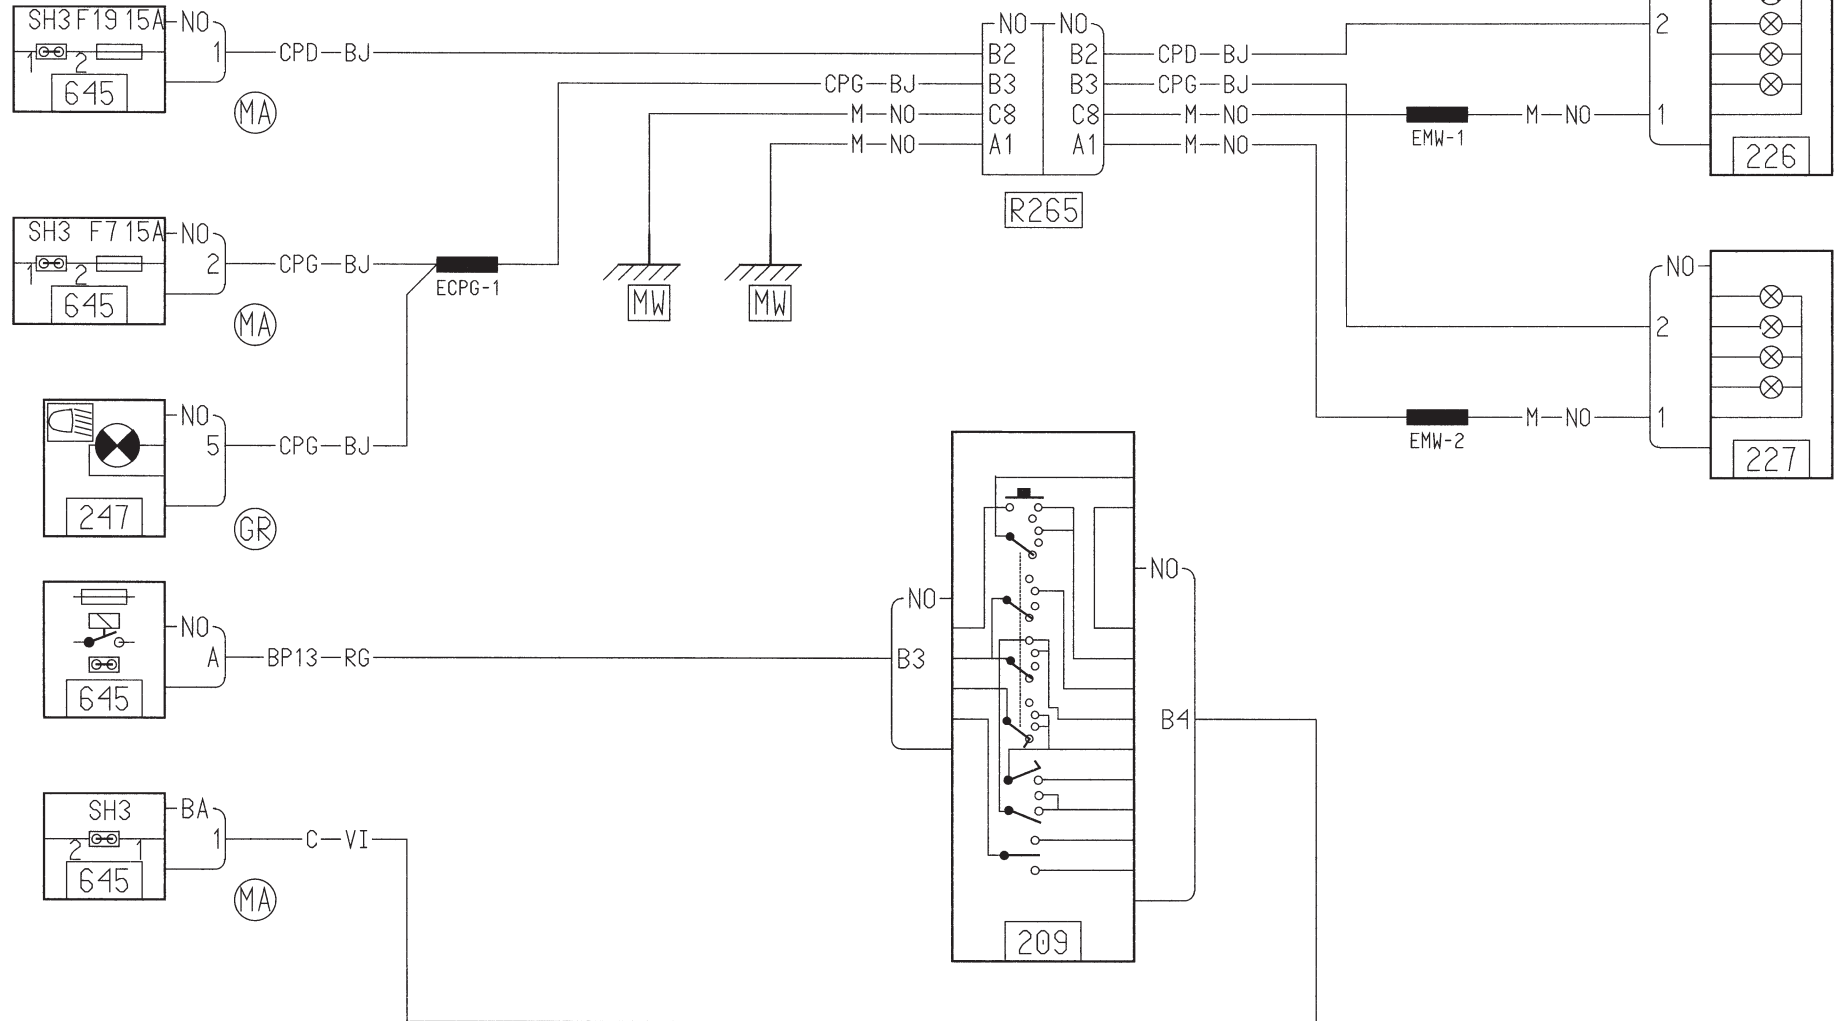 SH3 F19 15A NO
1 CPD BJ
1 2
645
MA
NO NO
B2 B2 CPD BJ
CPG BJ B3 B3 CPG BJ
M NO C8 C8 M NO
M NO A1 A1 M NO
R265
EMW-1
M NO
2
1
226
SH3 F7 15A NO
2 CPG BJ
1 2
645
MA
ECPG-1
MW
MW
NO
2
1
M NO
EMW-2
227
NO
5 CPG BJ
247
GR
NO
A BP13 RG
645
NO
B3
NO
B4
209
SH3 BA
1 C VI
2 1
645
MA